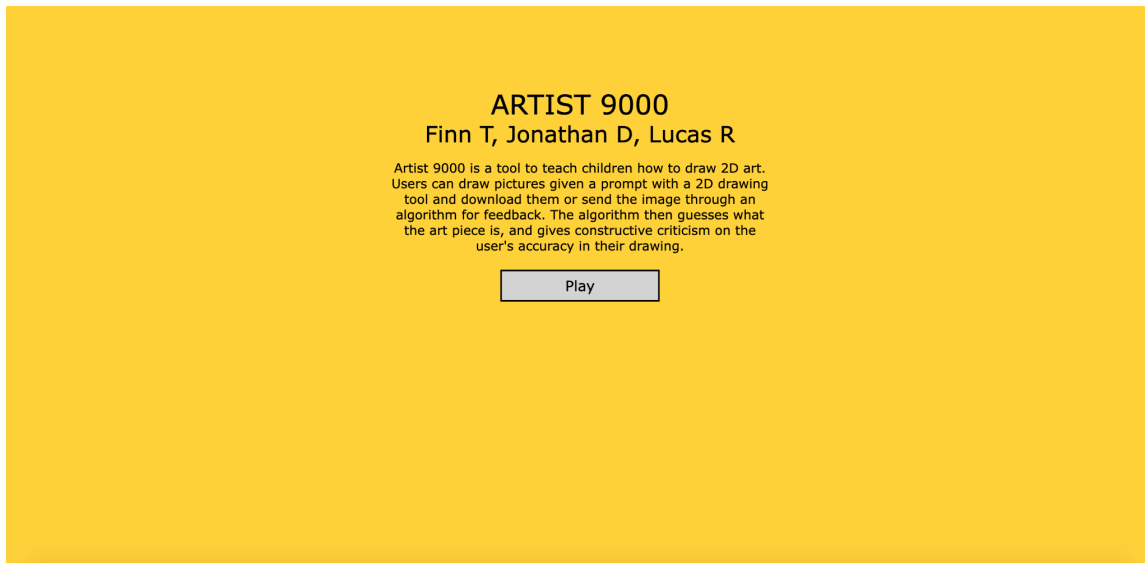 ARTIST 9000
Finn T, Jonathan D, Lucas R
Artist 9000 is a tool to teach children how to draw 2D art.
Users can draw pictures given a prompt with a 2D drawing
tool and download them or send the image through an
algorithm for feedback. The algorithm then guesses what
the art piece is, and gives constructive criticism on the
user's accuracy in their drawing.
Play